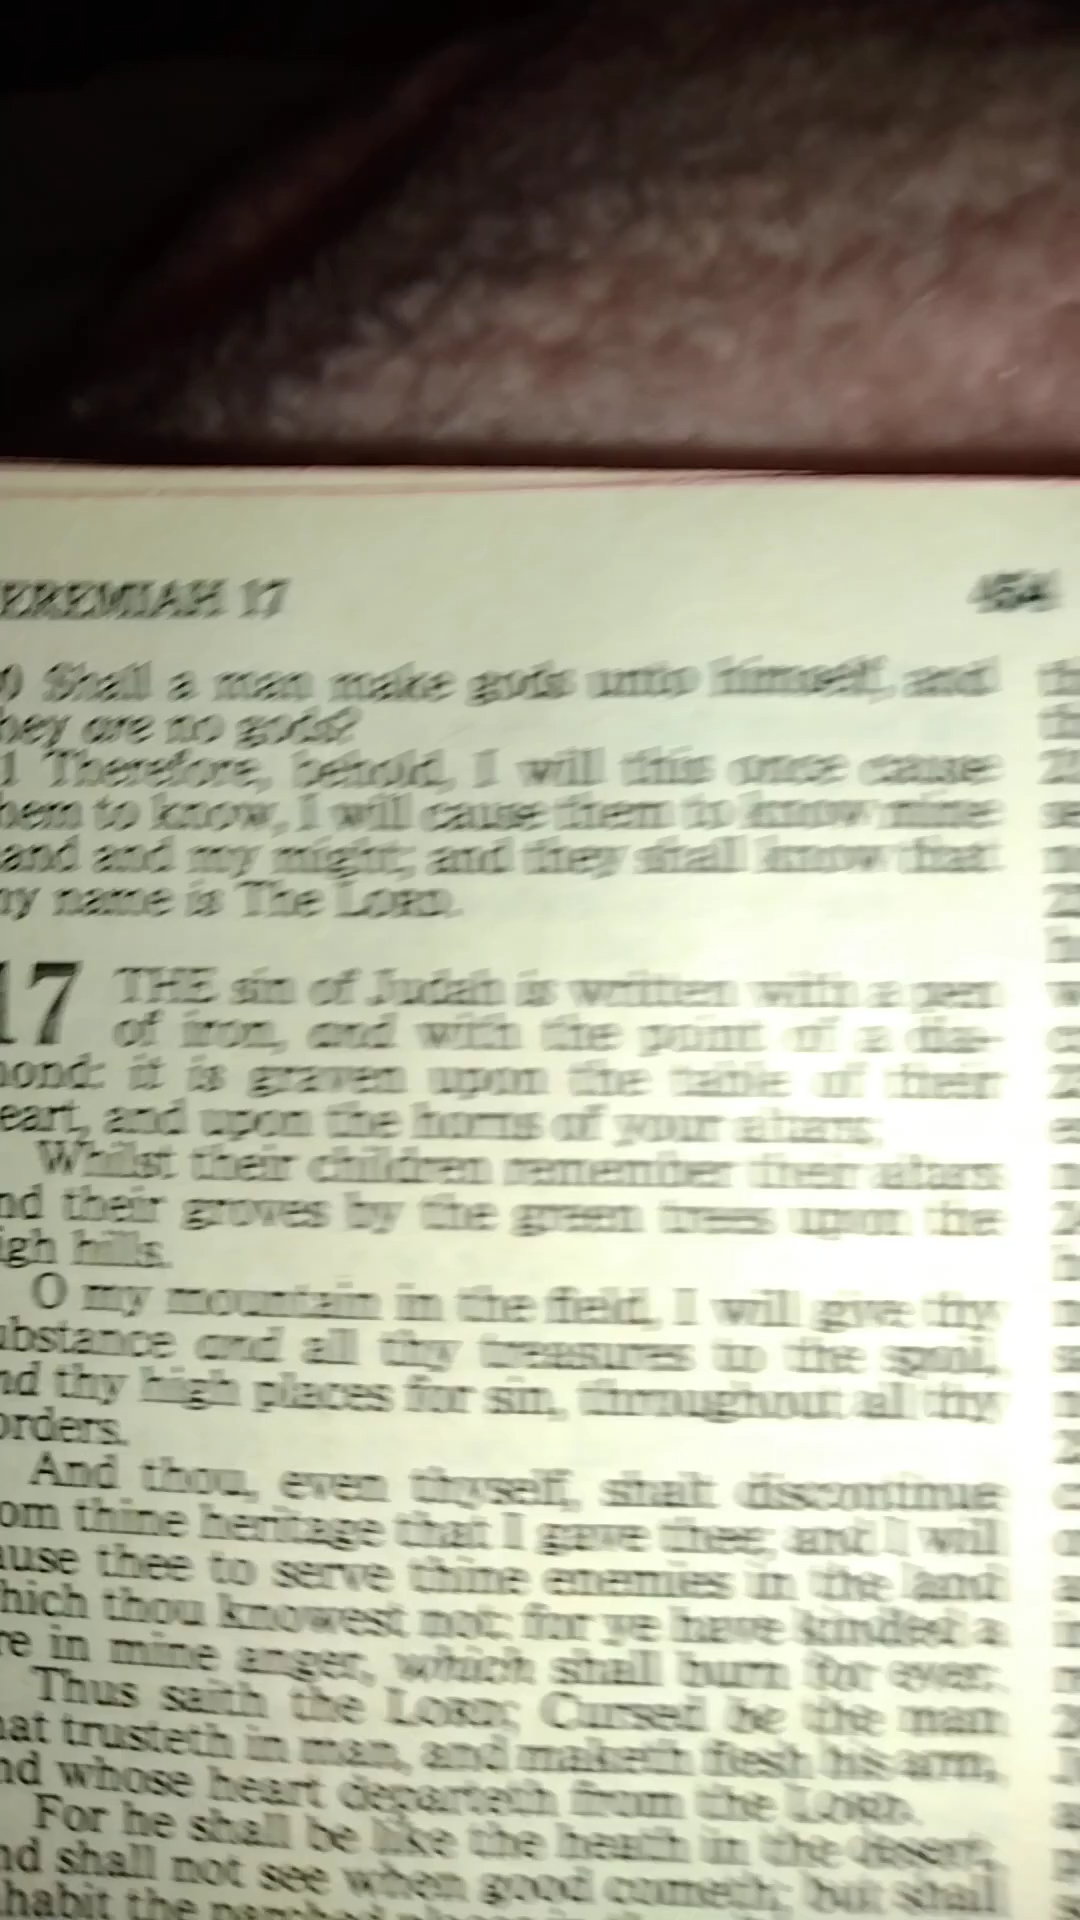 EREMIAH 17 454
) Shall a man make gods unto himself, and
hey are no gods?
1 Therefore, behold, I will this once cause
hem to know, I will cause them to know mine
and and my might; and they shall know that
y name is The LORD.
17 THE sin of Judah is written with a pen
of iron, and with the point of a dia-
ond: it is graven upon the table of their
eart, and upon the horns of your altars;
Whilst their children remember their altars
nd their groves by the green trees upon the
igh hills.
O my mountain in the field, I will give thy
ubstance and all thy treasures to the spoil,
nd thy high places for sin, throughout all thy
orders.
And thou, even thyself, shalt discontinue
om thine heritage that I gave thee; and I will
ause thee to serve thine enemies in the land
hich thou knowest not: for ye have kindled a
re in mine anger, which shall burn for ever.
Thus saith the LORD; Cursed be the man
hat trusteth in man, and maketh flesh his arm,
nd whose heart departeth from the LORD.
For he shall be like the heath in the desert,
nd shall not see when good cometh; but shall
habit the parched places in the